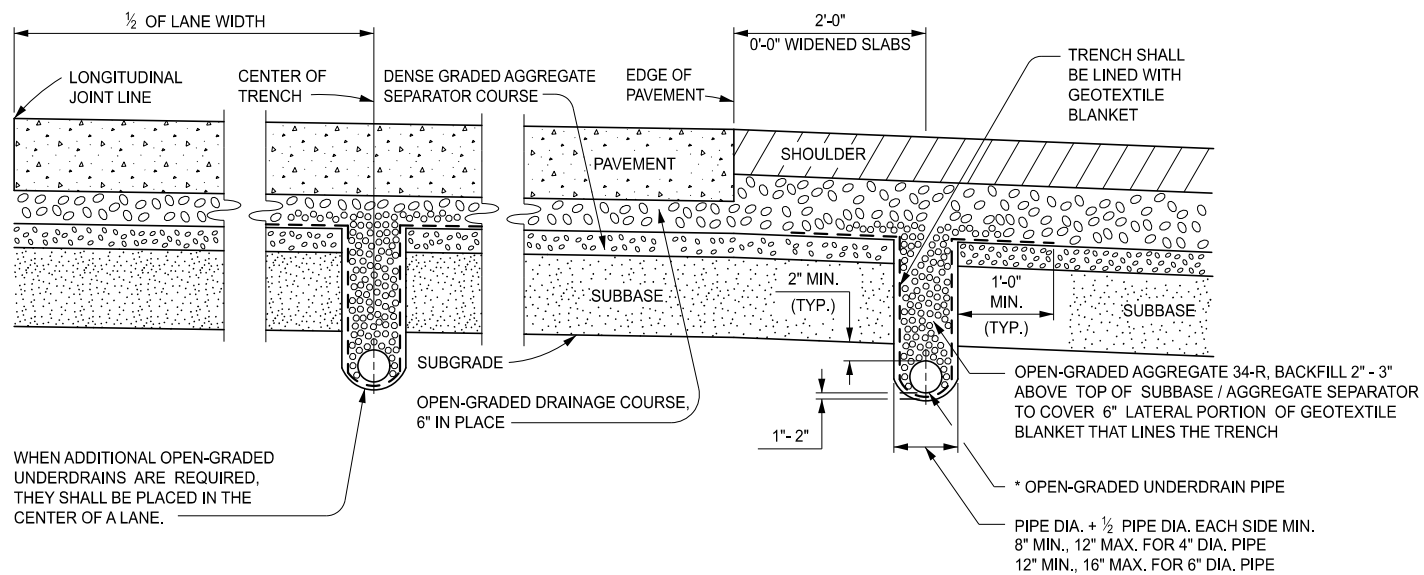 ½ OF LANE WIDTH
2'-0"
0'-0" WIDENED SLABS
LONGITUDINAL
JOINT LINE
CENTER OF
TRENCH
DENSE GRADED AGGREGATE
SEPARATOR COURSE
EDGE OF
PAVEMENT
TRENCH SHALL
BE LINED WITH
GEOTEXTILE
BLANKET
PAVEMENT
SHOULDER
SUBBASE
2" MIN.
(TYP.)
1'-0"
MIN.
(TYP.)
SUBBASE
SUBGRADE
OPEN-GRADED DRAINAGE COURSE,
6" IN PLACE
1"- 2"
OPEN-GRADED AGGREGATE 34-R, BACKFILL 2" - 3"
ABOVE TOP OF SUBBASE / AGGREGATE SEPARATOR
TO COVER 6" LATERAL PORTION OF GEOTEXTILE
BLANKET THAT LINES THE TRENCH
WHEN ADDITIONAL OPEN-GRADED
UNDERDRAINS ARE REQUIRED,
THEY SHALL BE PLACED IN THE
CENTER OF A LANE.
* OPEN-GRADED UNDERDRAIN PIPE
PIPE DIA. + ½ PIPE DIA. EACH SIDE MIN.
8" MIN., 12" MAX. FOR 4" DIA. PIPE
12" MIN., 16" MAX. FOR 6" DIA. PIPE